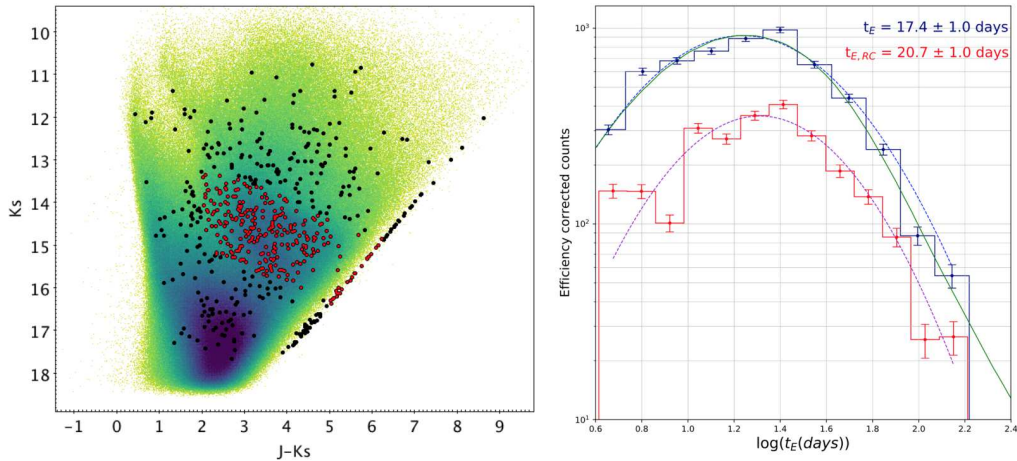 10
11
12
13
14
15
16
17
18
Ks
-1 0 1 2 3 4 5 6 7 8 9
J-Ks
t_E = 17.4 ± 1.0 days
t_E,RC = 20.7 ± 1.0 days
10³
10²
10¹
Efficiency corrected counts
0.6 0.8 1.0 1.2 1.4 1.6 1.8 2.0 2.2 2.4
log(t_E(days))